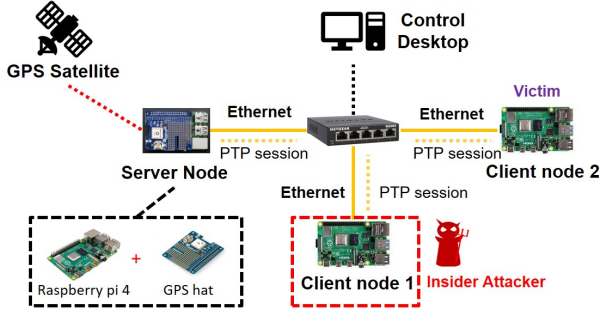 Control
Desktop
GPS Satellite
Victim
Ethernet
Ethernet
NETGEAR
PTP session
PTP session
Server Node
Client node 2
Ethernet
PTP session
+
Raspberry pi 4
GPS hat
Client node 1
Insider Attacker